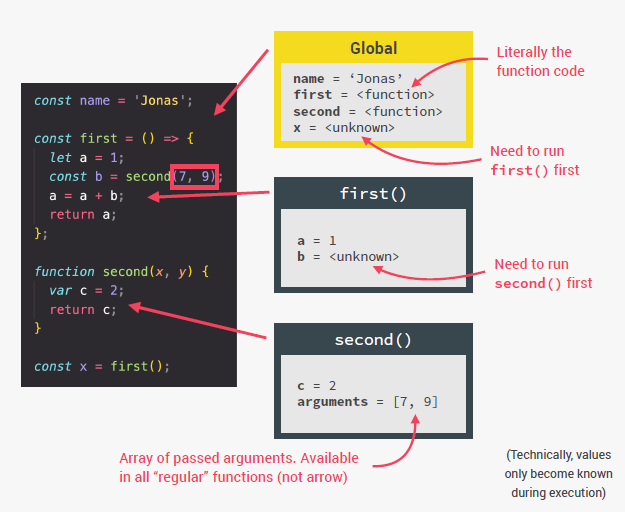 const name = 'Jonas';
const first = () => {
let a = 1;
const b = second(7, 9);
a = a + b;
return a;
};
function second(x, y) {
var c = 2;
return c;
}
const x = first();
Global
name = ‘Jonas’
first = <function>
second = <function>
x = <unknown>
Literally the
function code
Need to run
first() first
first()
a = 1
b = <unknown>
Need to run
second() first
second()
c = 2
arguments = [7, 9]
Array of passed arguments. Available
in all “regular” functions (not arrow)
(Technically, values
only become known
during execution)